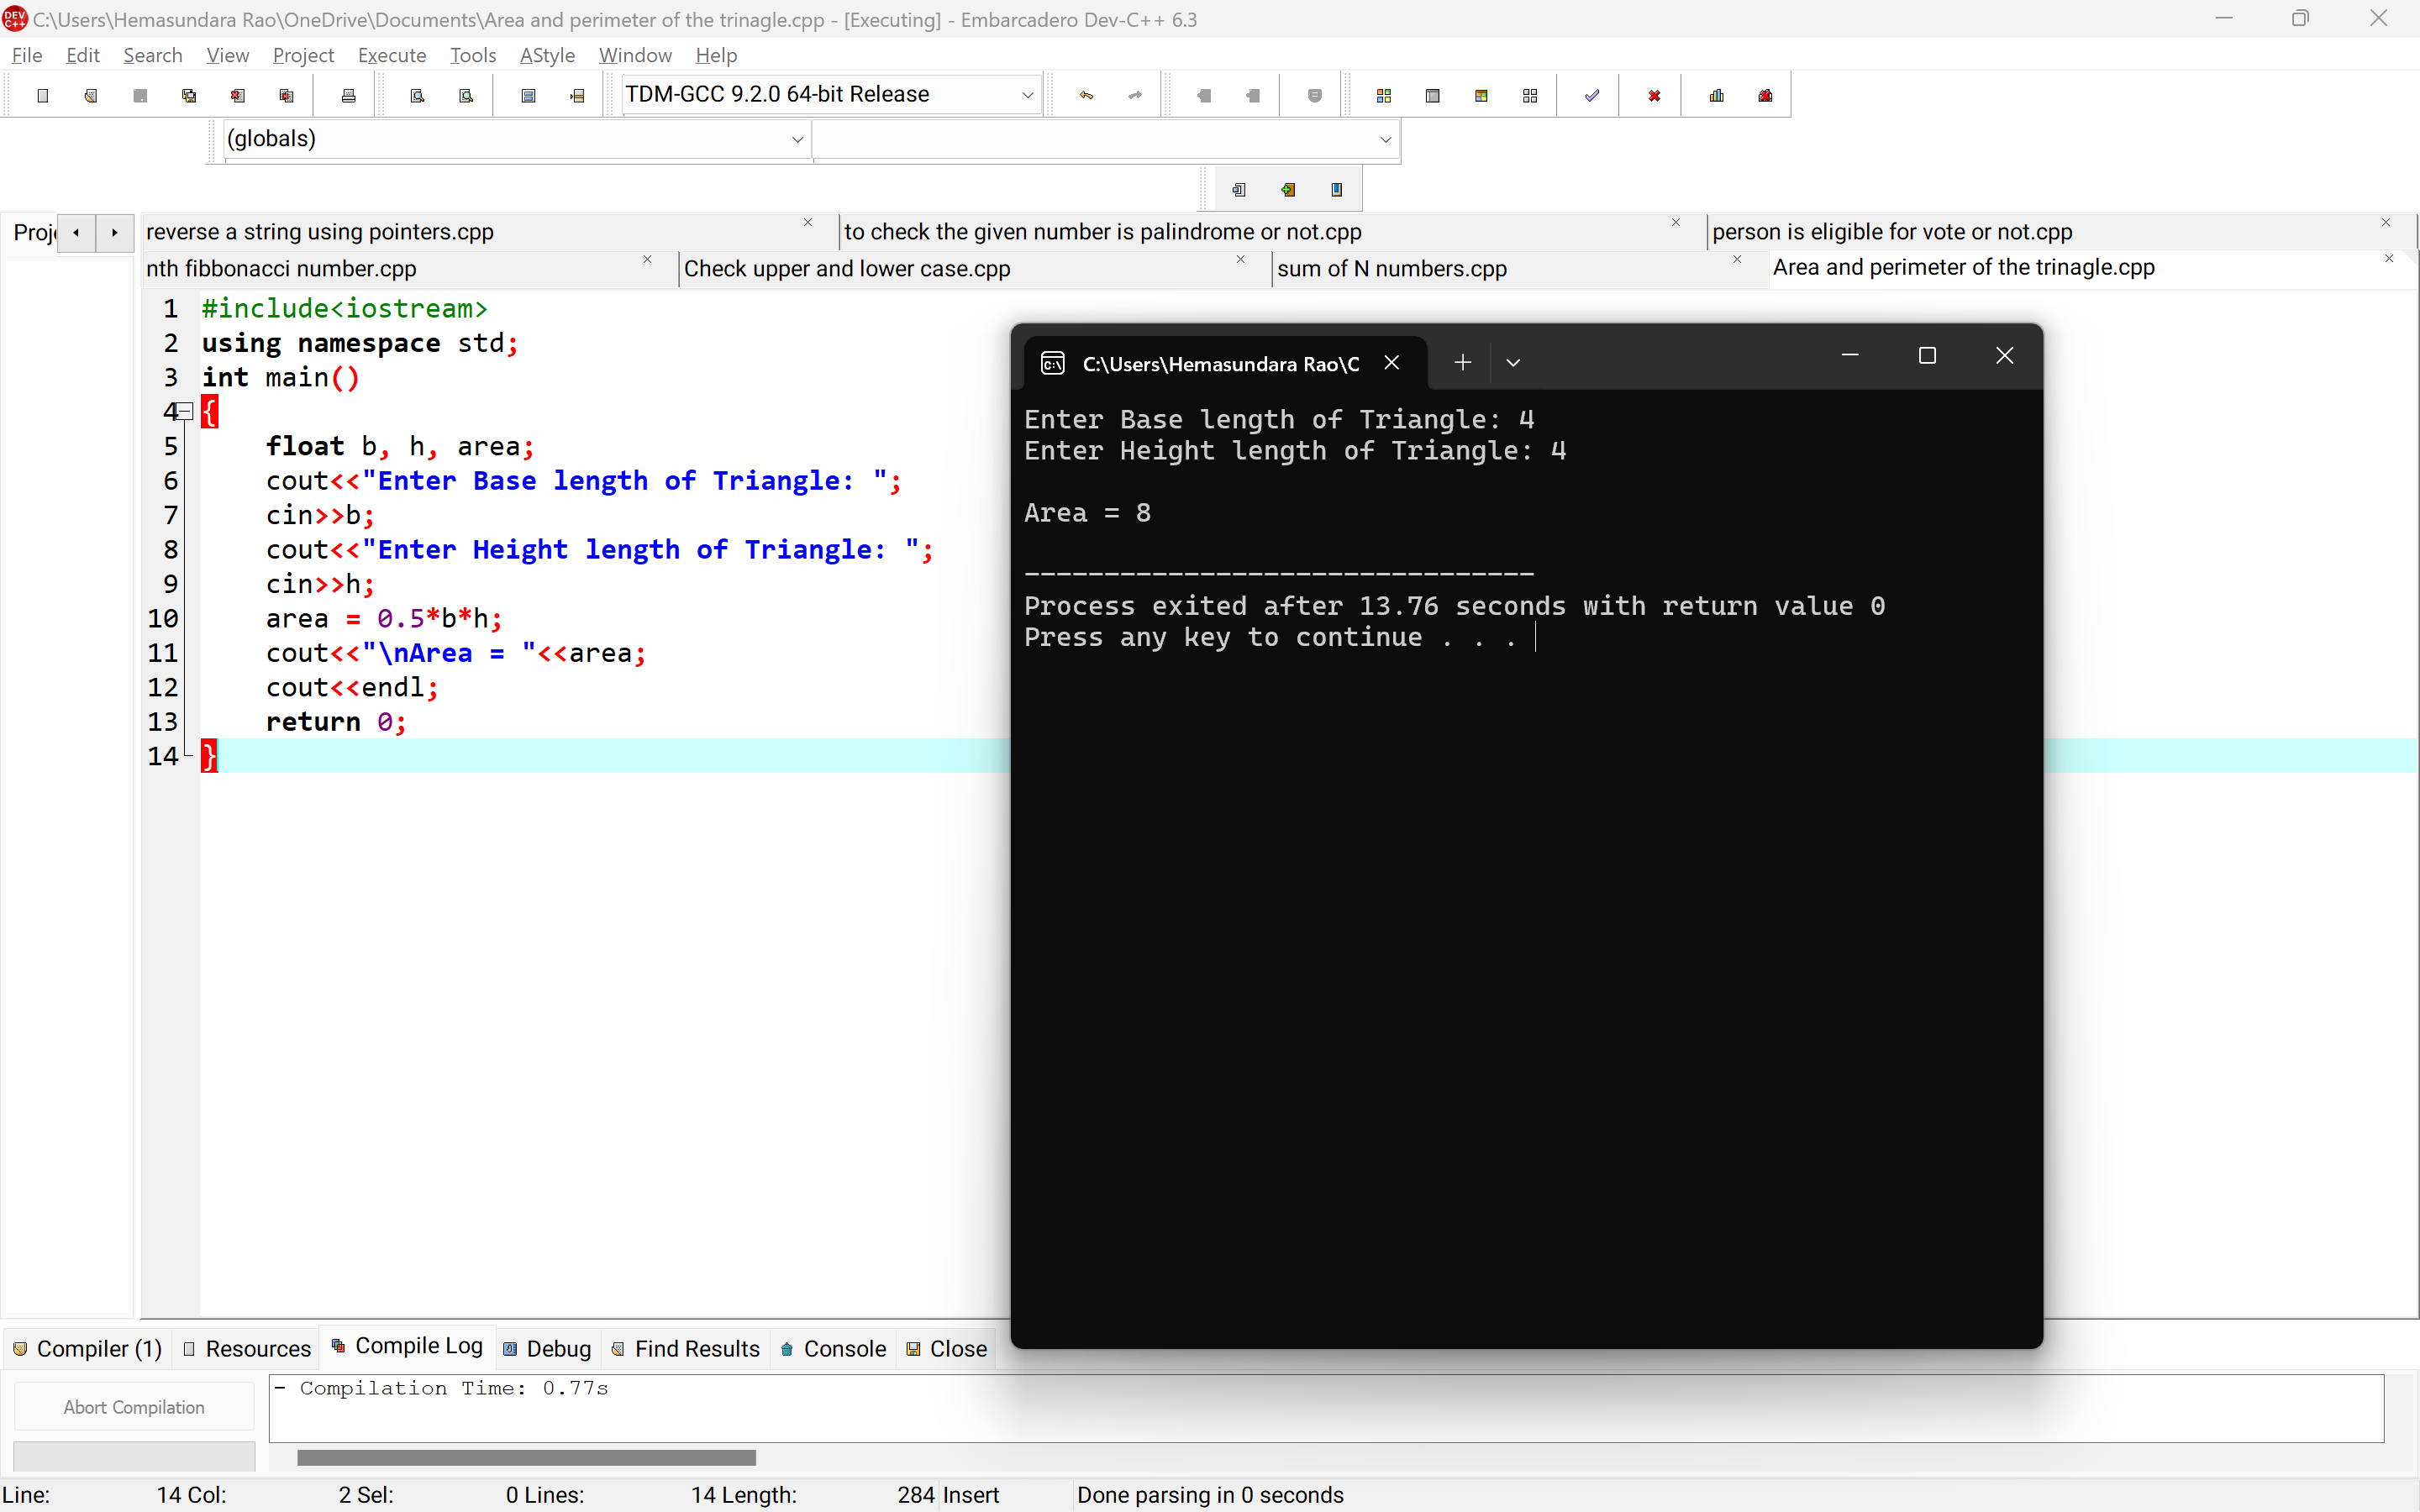 C:\Users\Hemasundara Rao\OneDrive\Documents\Area and perimeter of the trinagle.cpp - [Executing] - Embarcadero Dev-C++ 6.3
File Edit Search View Project Execute Tools AStyle Window Help
TDM-GCC 9.2.0 64-bit Release
(globals)
Proj
reverse a string using pointers.cpp to check the given number is palindrome or not.cpp person is eligible for vote or not.cpp
nth fibbonacci number.cpp Check upper and lower case.cpp sum of N numbers.cpp Area and perimeter of the trinagle.cpp
1 #include<iostream>
2 using namespace std;
3 int main()
4 {
5 float b, h, area;
6 cout<<"Enter Base length of Triangle: ";
7 cin>>b;
8 cout<<"Enter Height length of Triangle: ";
9 cin>>h;
10 area = 0.5*b*h;
11 cout<<"\nArea = "<<area;
12 cout<<endl;
13 return 0;
14 }
C:\Users\Hemasundara Rao\C
Enter Base length of Triangle: 4
Enter Height length of Triangle: 4
Area = 8
--------------------------------
Process exited after 13.76 seconds with return value 0
Press any key to continue . . .
Compiler (1) Resources Compile Log Debug Find Results Console Close
Abort Compilation
- Compilation Time: 0.77s
Line: 14 Col: 2 Sel: 0 Lines: 14 Length: 284 Insert Done parsing in 0 seconds